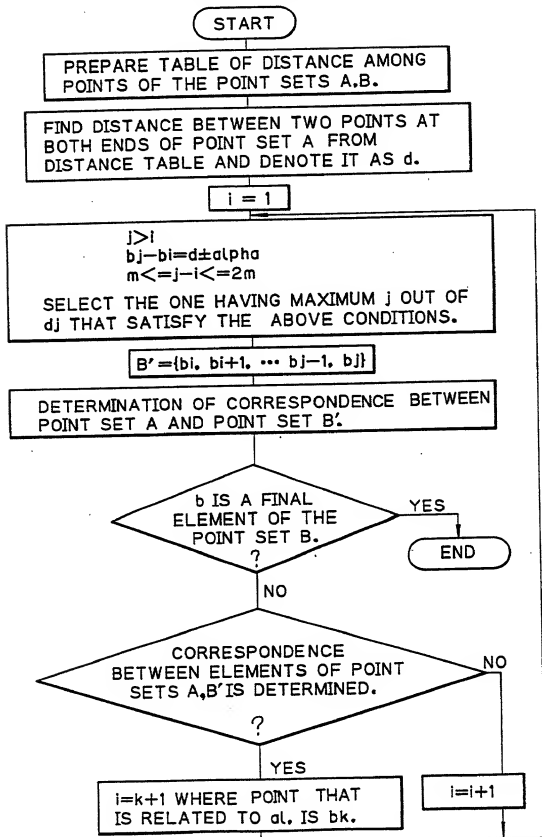 START
PREPARE TABLE OF DISTANCE AMONG
POINTS OF THE POINT SETS A,B.
FIND DISTANCE BETWEEN TWO POINTS AT
BOTH ENDS OF POINT SET A FROM
DISTANCE TABLE AND DENOTE IT AS d.
i = 1
j>i
bj-bi=d±alpha
m<=j-i<=2m
SELECT THE ONE HAVING MAXIMUM j OUT OF
dj THAT SATISFY THE ABOVE CONDITIONS.
B'={bi. bi+1. ··· bj-1. bj}
DETERMINATION OF CORRESPONDENCE BETWEEN
POINT SET A AND POINT SET B'.
b IS A FINAL
ELEMENT OF THE
POINT SET B.
?
YES
END
NO
CORRESPONDENCE
BETWEEN ELEMENTS OF POINT
SETS A,B' IS DETERMINED.
?
NO
YES
i=k+1 WHERE POINT THAT
IS RELATED TO al. IS bk.
i=i+1